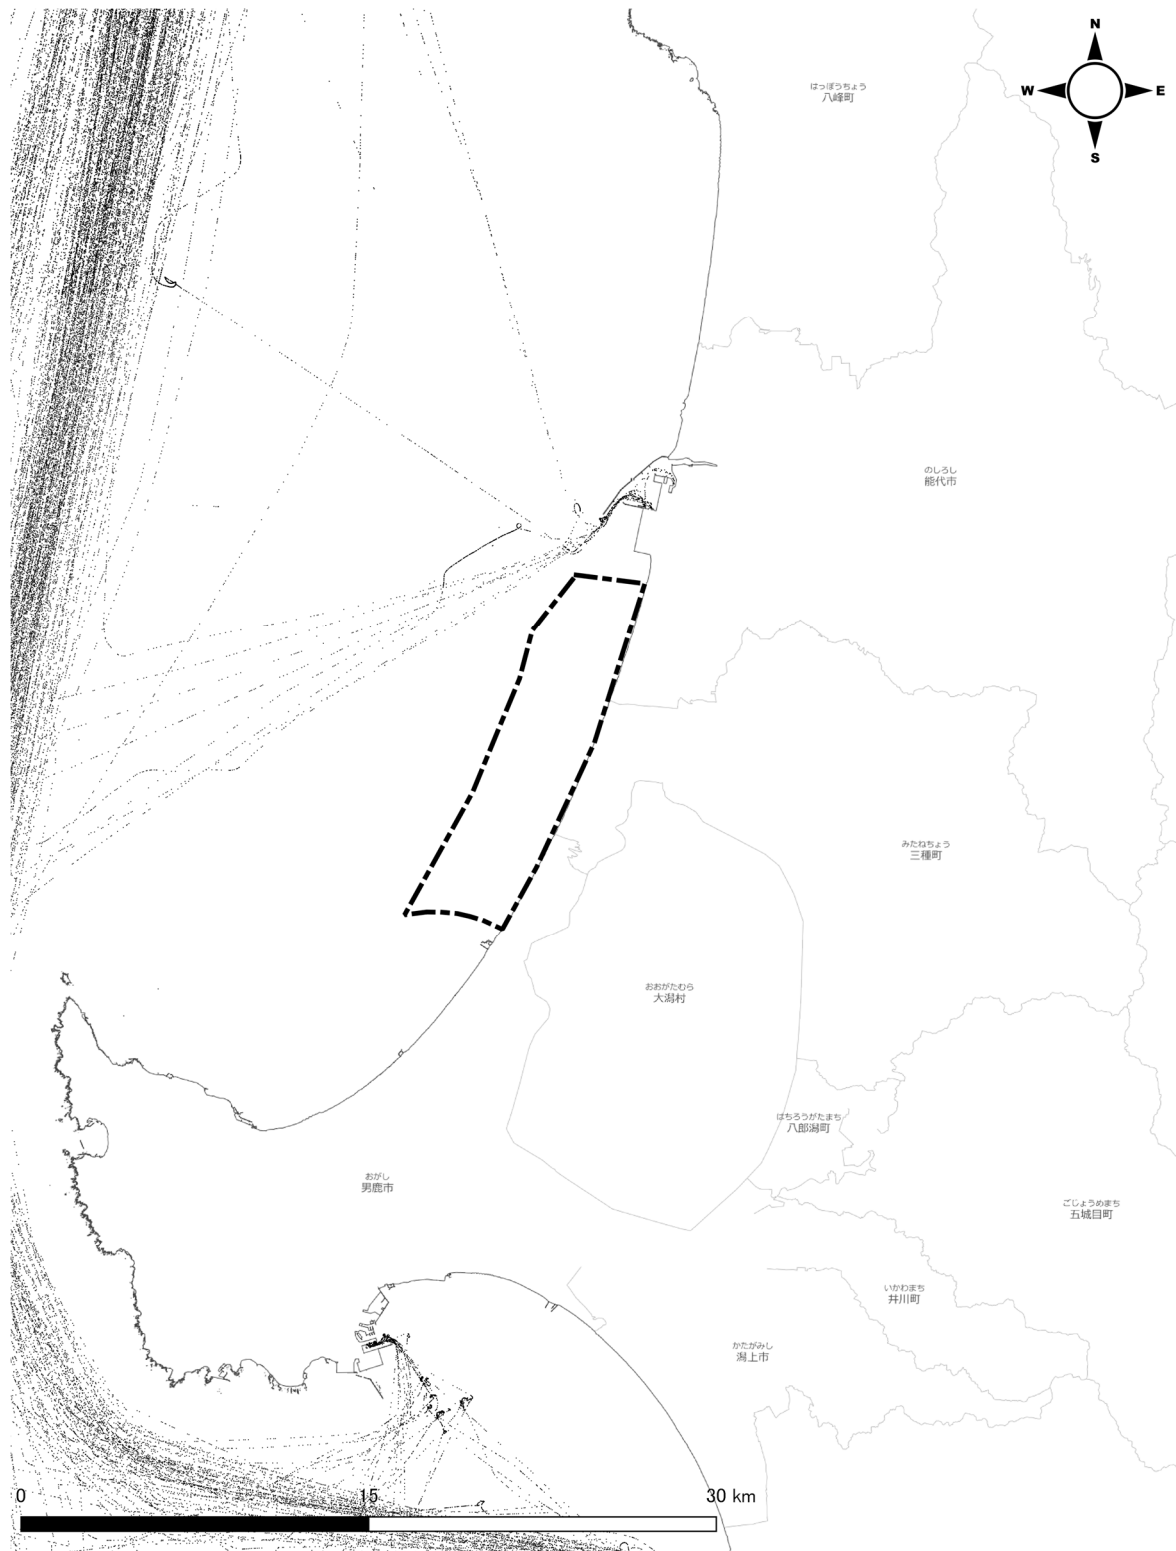 N
W
E
S
はっぽうちょう
八峰町
のしろし
能代市
みたねちょう
三種町
おおがたむら
大潟村
はちろうがたまち
八郎潟町
おがし
男鹿市
ごじょうめまち
五城目町
いかわまち
井川町
かたがみし
潟上市
0
15
30 km